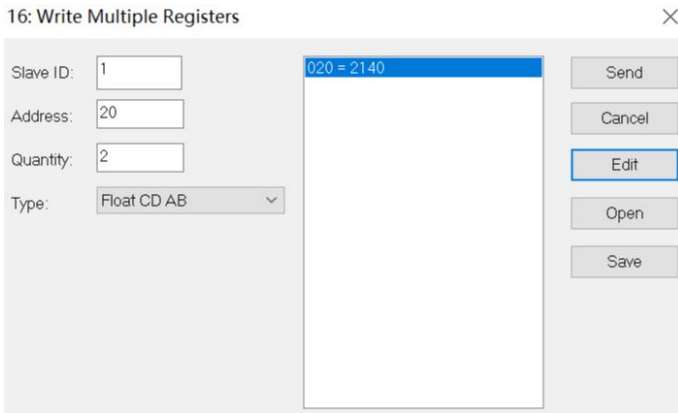 16: Write Multiple Registers
Slave ID: 1
Address: 20
Quantity: 2
Type: Float CD AB
020 = 2140
Send
Cancel
Edit
Open
Save